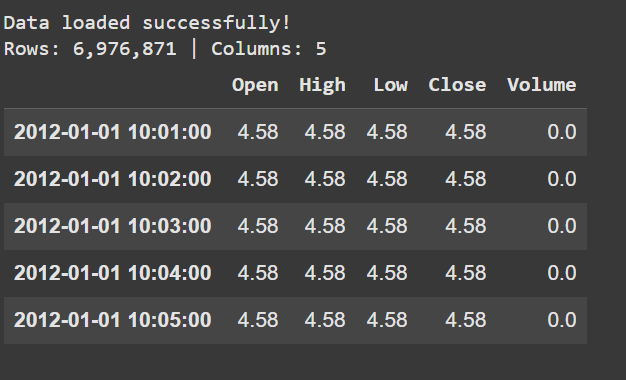 Data loaded successfully!
Rows: 6,976,871 | Columns: 5
Open High Low Close Volume
2012-01-01 10:01:00 4.58 4.58 4.58 4.58 0.0
2012-01-01 10:02:00 4.58 4.58 4.58 4.58 0.0
2012-01-01 10:03:00 4.58 4.58 4.58 4.58 0.0
2012-01-01 10:04:00 4.58 4.58 4.58 4.58 0.0
2012-01-01 10:05:00 4.58 4.58 4.58 4.58 0.0